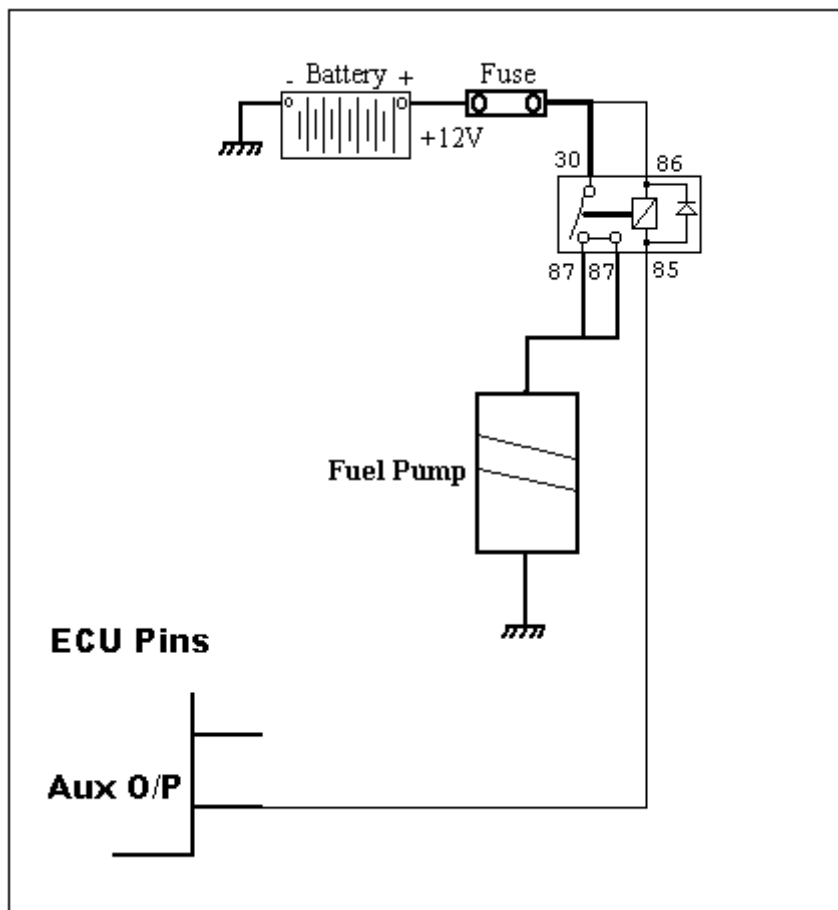 - Battery +
Fuse
+12V
30
86
87
87
85
Fuel Pump
ECU Pins
Aux O/P